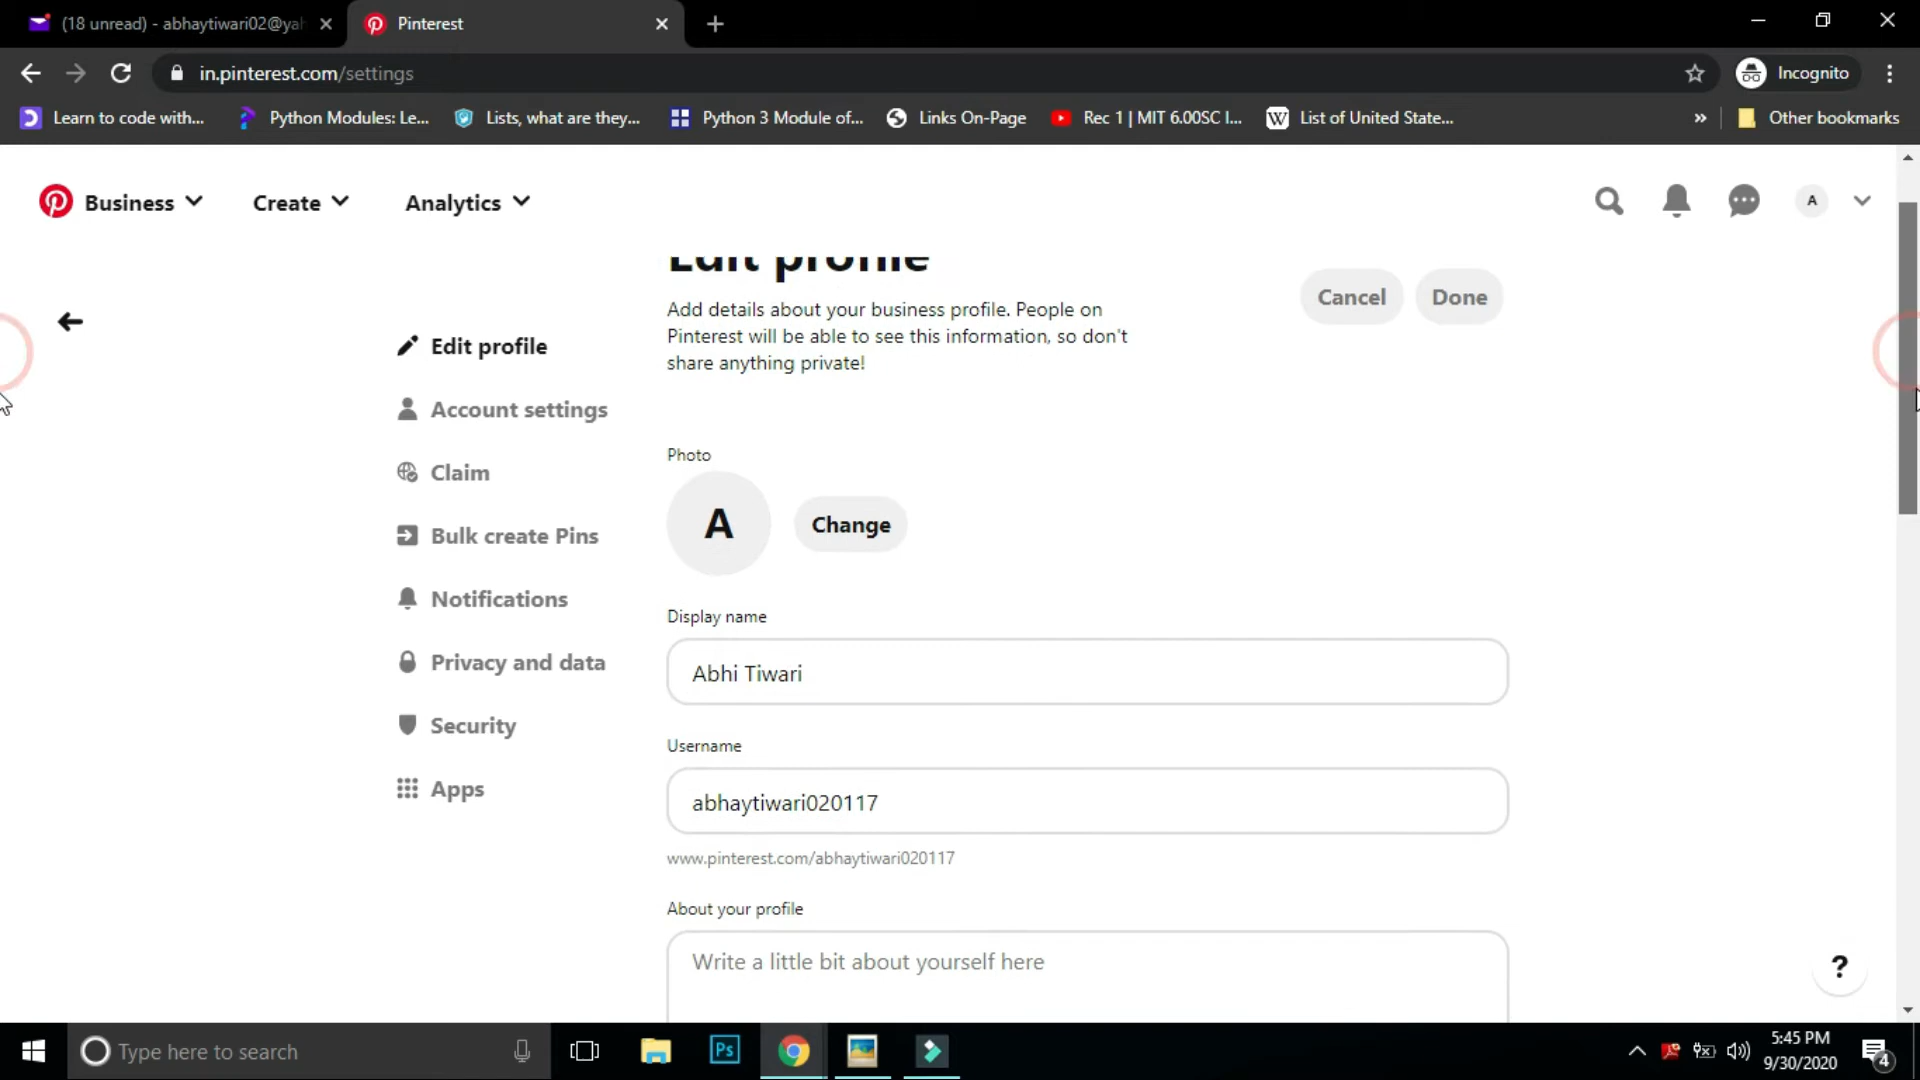 (18 unread) - abhaytiwari02@yah
Pinterest
in.pinterest.com/settings
Incognito
Learn to code with...
Python Modules: Le...
Lists, what are they,...
Python 3 Module of...
Links On-Page
Rec 1 | MIT 6.00SC I...
W
List of United State...
»
Other bookmarks
Business
Create
Analytics
A
Edit profile
Add details about your business profile. People on
Pinterest will be able to see this information, so don't
share anything private!
Cancel
Done
Edit profile
Account settings
Claim
Bulk create Pins
Notifications
Privacy and data
Security
Apps
Photo
A
Change
Display name
Abhi Tiwari
Username
abhaytiwari020117
www.pinterest.com/abhaytiwari020117
About your profile
Write a little bit about yourself here
?
Type here to search
Ps
5:45 PM
9/30/2020
4